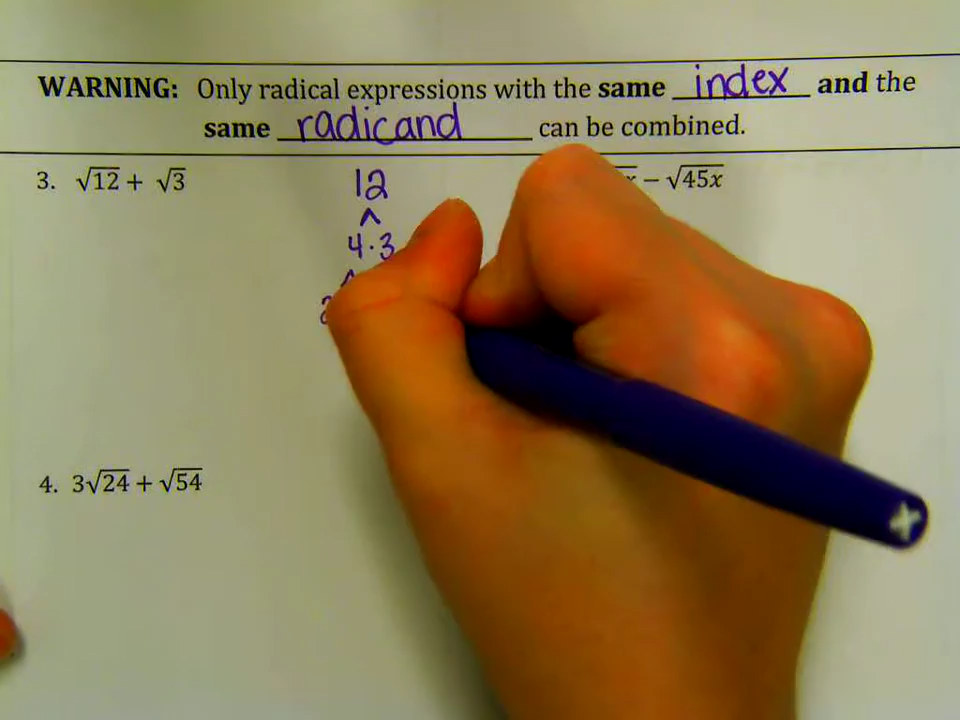 WARNING: Only radical expressions with the same index and the
same radicand can be combined.
3. √12 + √3
12
^
4·3
^
2
x − √45x
4. 3√24 + √54